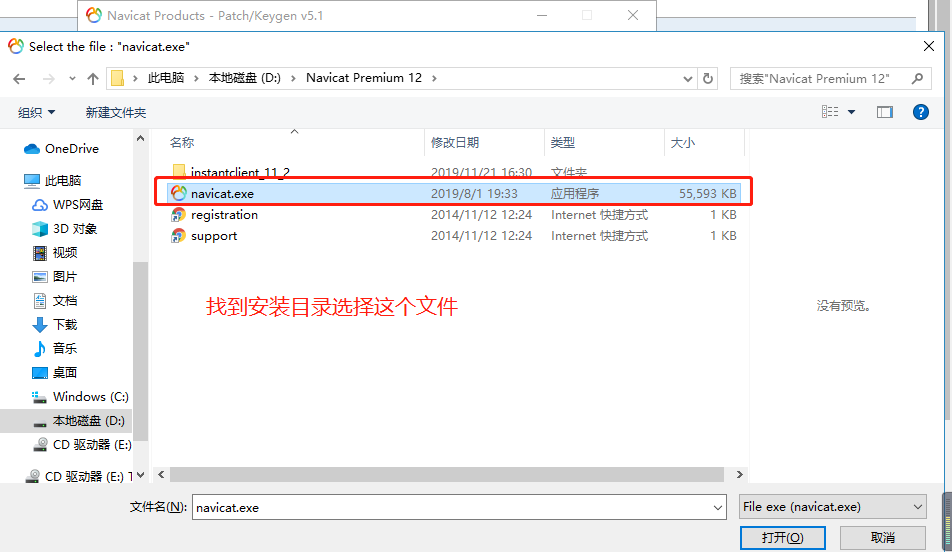 Navicat Products - Patch/Keygen v5.1
Select the file : "navicat.exe"
此电脑 > 本地磁盘 (D:) > Navicat Premium 12 >
搜索"Navicat Premium 12"
组织
新建文件夹
OneDrive
此电脑
WPS网盘
3D 对象
视频
图片
文档
下载
音乐
桌面
Windows (C:)
本地磁盘 (D:)
CD 驱动器 (E:)
CD 驱动器 (E:) T
名称 修改日期 类型 大小
instantclient_11_2 2019/11/21 16:30 文件夹
navicat.exe 2019/8/1 19:33 应用程序 55,593 KB
registration 2014/11/12 12:24 Internet 快捷方式 1 KB
support 2014/11/12 12:24 Internet 快捷方式 1 KB
找到安装目录选择这个文件
没有预览。
文件名(N): navicat.exe
File exe (navicat.exe)
打开(O)
取消